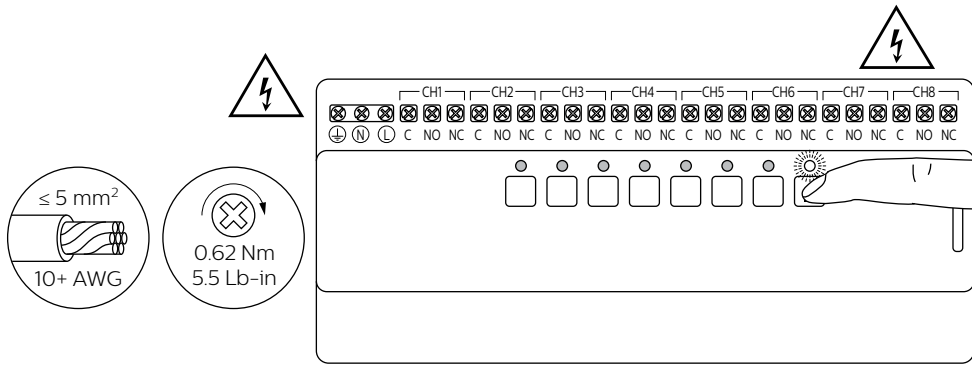 CH1 CH2 CH3 CH4 CH5 CH6 CH7 CH8
N L C NO NC C NO NC C NO NC C NO NC C NO NC C NO NC C NO NC C NO NC
≤ 5 mm²
10+ AWG
0.62 Nm
5.5 Lb-in